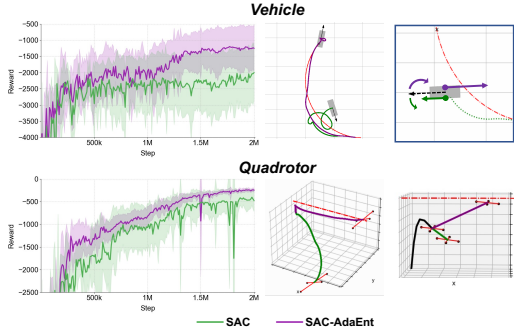 Vehicle
−500
−1000
−1500
−2000
−2500
−3000
−3500
−4000
Reward
500k
1M
1.5M
2M
Step
Quadrotor
0
−500
−1000
−1500
−2000
−2500
Reward
500k
1M
1.5M
2M
Step
x
y
x
SAC
SAC-AdaEnt